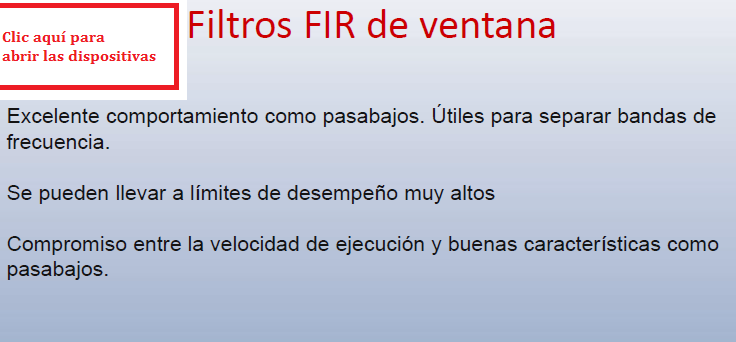 Clic aquí para
abrir las dispositivas
Filtros FIR de ventana
Excelente comportamiento como pasabajos. Útiles para separar bandas de
frecuencia.
Se pueden llevar a límites de desempeño muy altos
Compromiso entre la velocidad de ejecución y buenas características como
pasabajos.